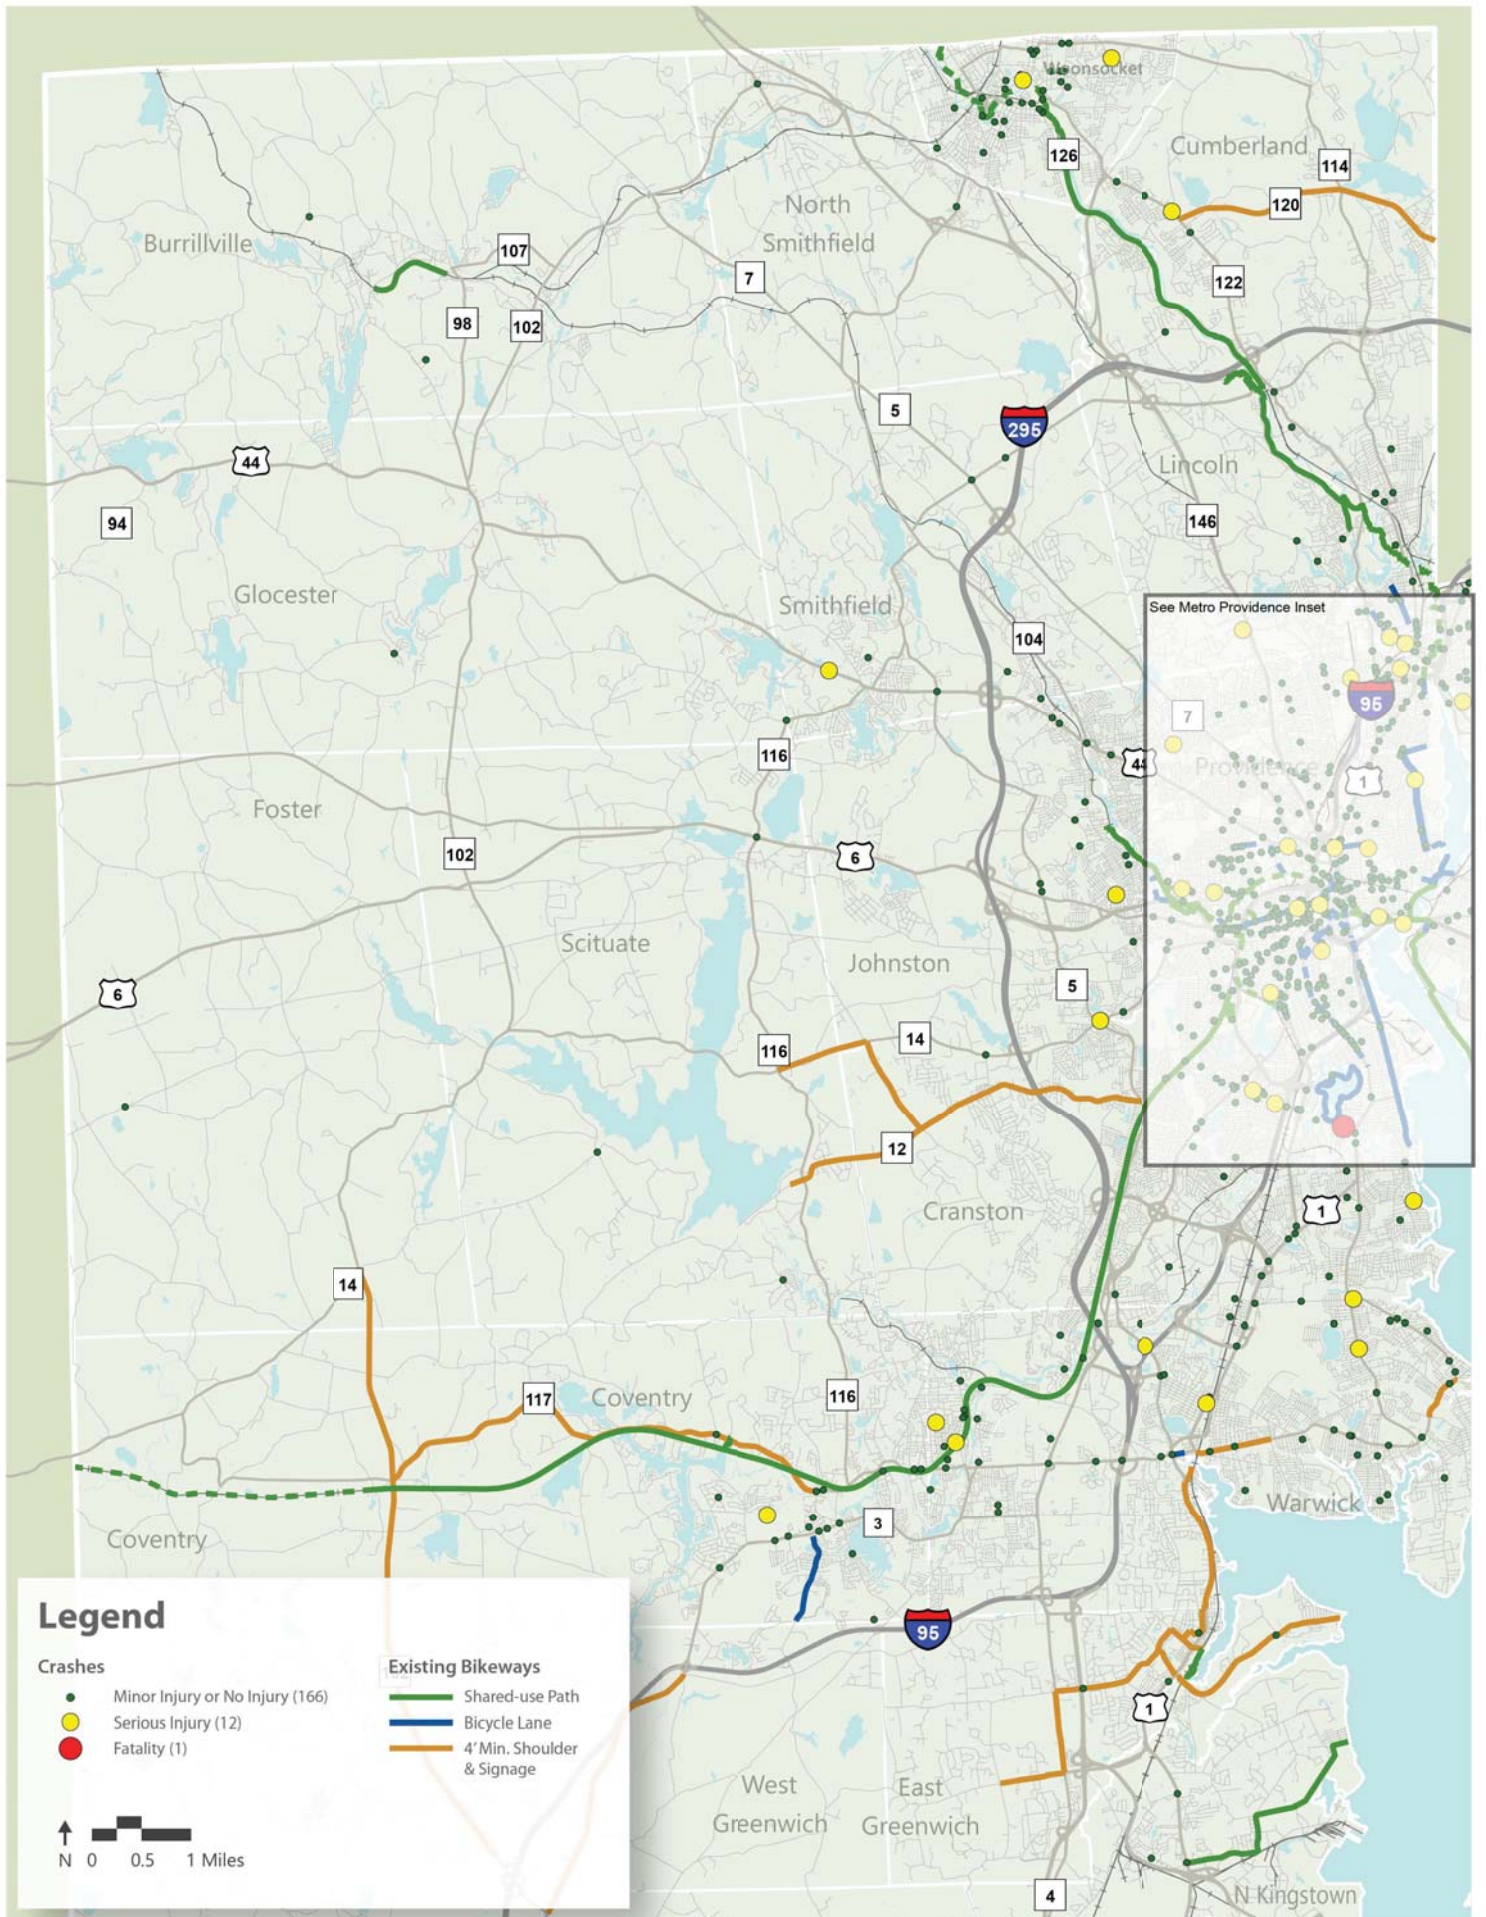 Woonsocket
126
Cumberland
114
120
North
Smithfield
Burrillville
107
7
122
98
102
5
295
44
Lincoln
94
146
Glocester
Smithfield
See Metro Providence Inset
104
95
7
116
44
Providence
1
Foster
102
6
Scituate
Johnston
6
5
116
14
12
Cranston
1
14
117
Coventry
116
Warwick
3
Coventry
95
1
West
Greenwich
East
Greenwich
N Kingstown
4
Legend
Crashes
Minor Injury or No Injury (166)
Serious Injury (12)
Fatality (1)
Existing Bikeways
Shared-use Path
Bicycle Lane
4' Min. Shoulder
& Signage
N 0 0.5 1 Miles